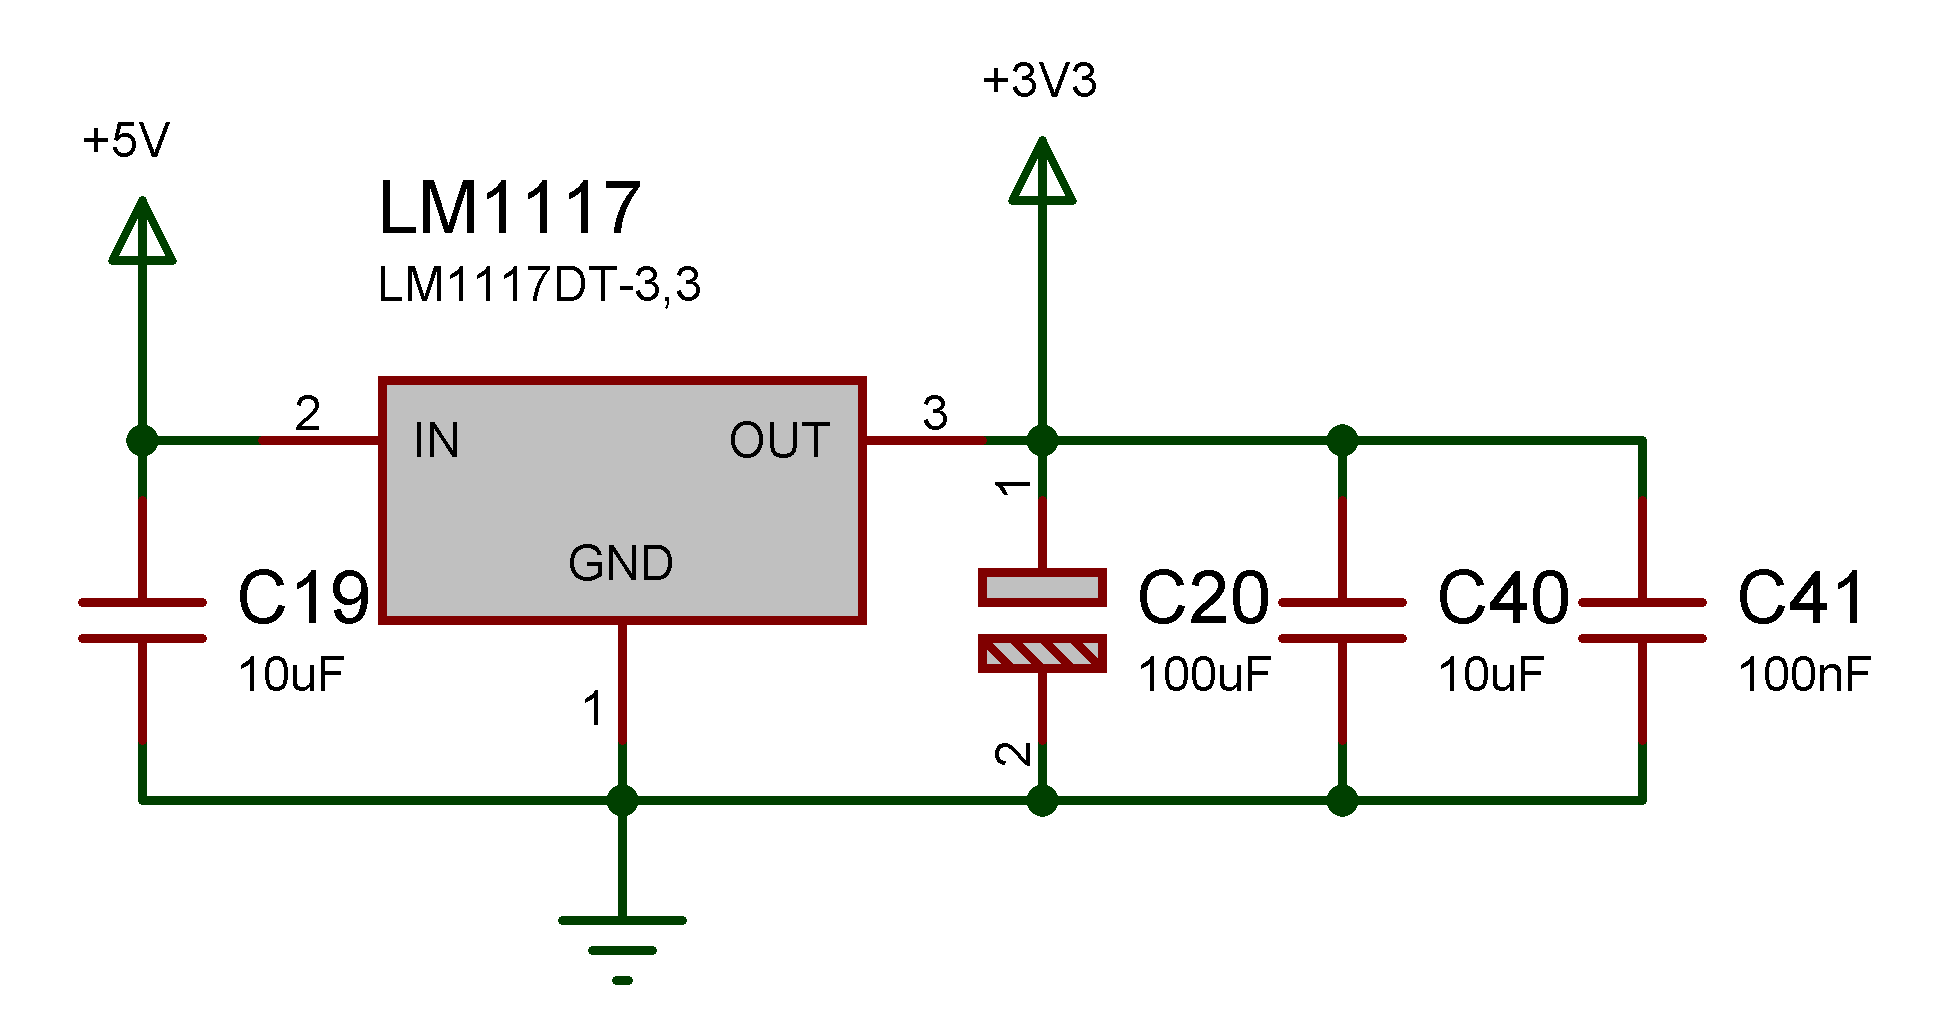 +3V3
+5V
LM1117
LM1117DT-3,3
2
IN
OUT
3
1
GND
C19
10uF
C20
100uF
C40
10uF
C41
100nF
1
2